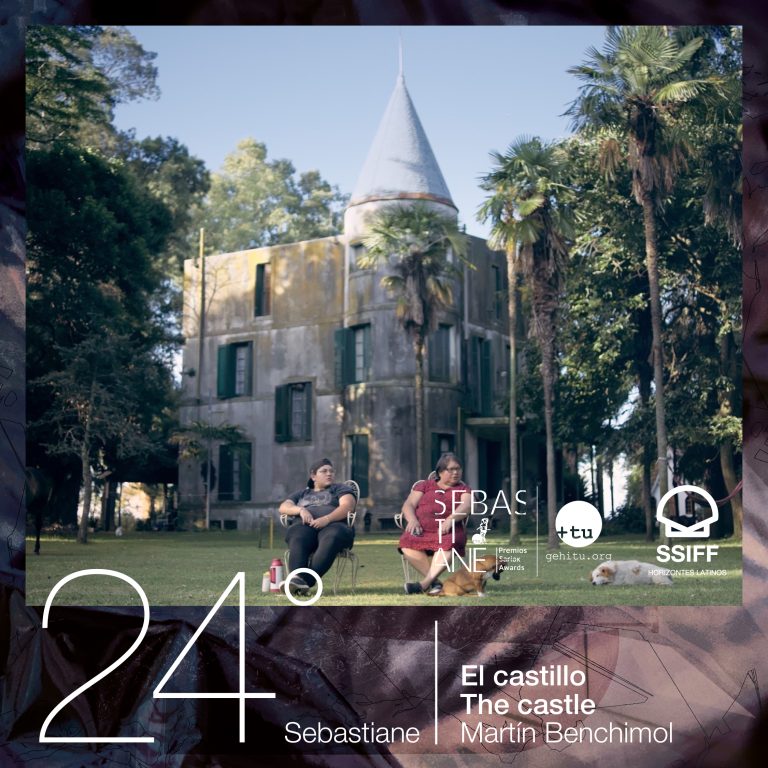 SEBAS
TI
ANE
Premios
Sariak
Awards
+tu
gehitu.org
SSIFF
HORIZONTES LATINOS
24°
Sebastiane
El castillo
The castle
Martín Benchimol